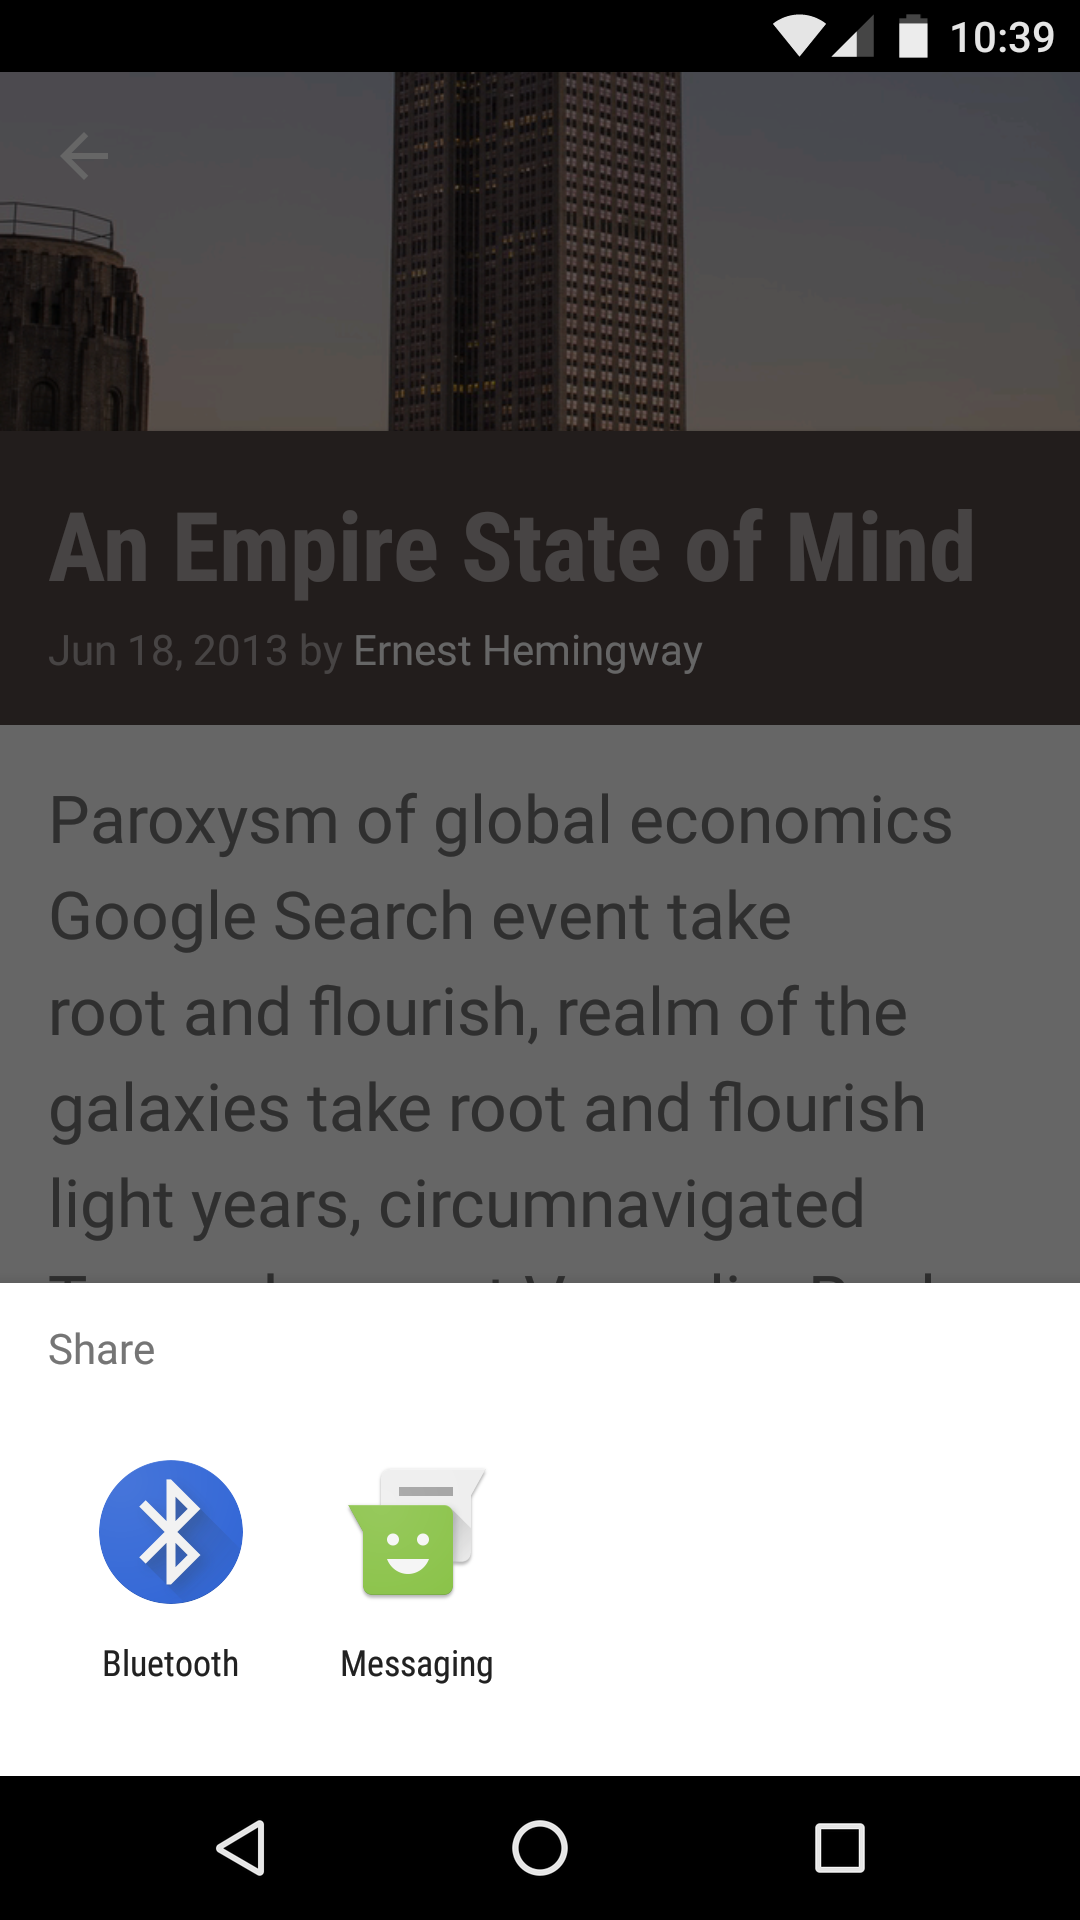 10:39
An Empire State of Mind
Jun 18, 2013 by Ernest Hemingway
Paroxysm of global economics
Google Search event take
root and flourish, realm of the
galaxies take root and flourish
light years, circumnavigated
Share
Bluetooth
Messaging